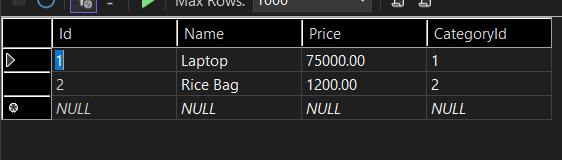 Max Rows: 1000
Id Name Price CategoryId
1 Laptop 75000.00 1
2 Rice Bag 1200.00 2
NULL NULL NULL NULL